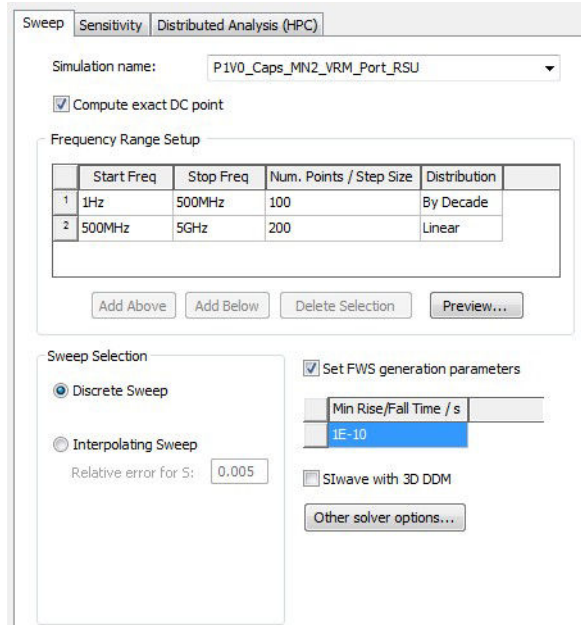 Sweep Sensitivity Distributed Analysis (HPC)
Simulation name: P1V0_Caps_MN2_VRM_Port_RSU
Compute exact DC point
Frequency Range Setup
Start Freq Stop Freq Num. Points / Step Size Distribution
1 1Hz 500MHz 100 By Decade
2 500MHz 5GHz 200 Linear
Add Above Add Below Delete Selection Preview...
Sweep Selection
Discrete Sweep
Interpolating Sweep
Relative error for S: 0.005
Set FWS generation parameters
Min Rise/Fall Time / s
1E-10
SIwave with 3D DDM
Other solver options...